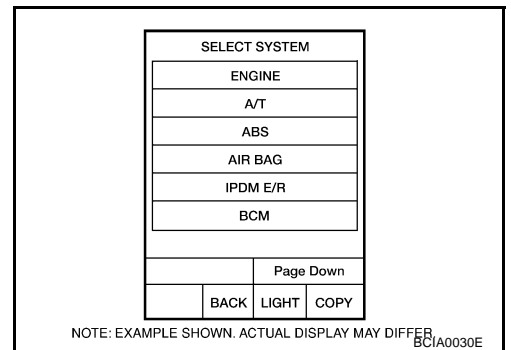 SELECT SYSTEM
ENGINE
A/T
ABS
AIR BAG
IPDM E/R
BCM
Page Down
BACK LIGHT COPY
NOTE: EXAMPLE SHOWN. ACTUAL DISPLAY MAY DIFFER.
BCIA0030E